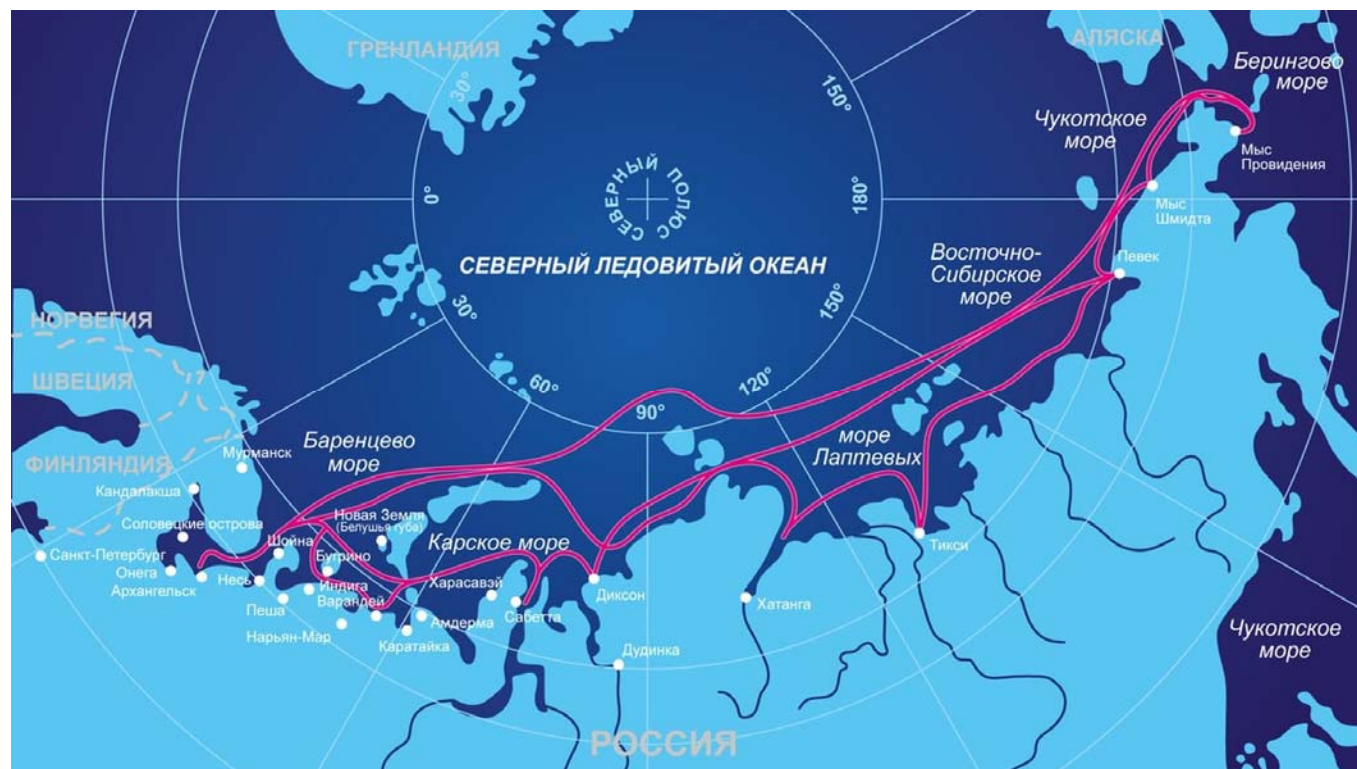 ГРЕНЛАНДИЯ
АЛЯСКА
Берингово
море
30°
150°
Чукотское
море
Мыс
Провидения
СЕВЕРНЫЙ ПОЛЮС
0°
180°
Мыс
Шмидта
СЕВЕРНЫЙ ЛЕДОВИТЫЙ ОКЕАН
Восточно-
Сибирское
море
Певек
30°
150°
НОРВЕГИЯ
ШВЕЦИЯ
60°
120°
90°
Баренцево
море
море
Лаптевых
ФИНЛЯНДИЯ
Мурманск
Кандалакша
Соловецкие острова
Новая Земля
(Белушья губа)
Шойна
Карское море
Санкт-Петербург
Бугрино
Тикси
Онега
Архангельск
Несь
Индига
Харасавэй
Варандей
Диксон
Хатанга
Пеша
Сабетта
Амдерма
Нарьян-Мар
Каратайка
Дудинка
Чукотское
море
РОССИЯ